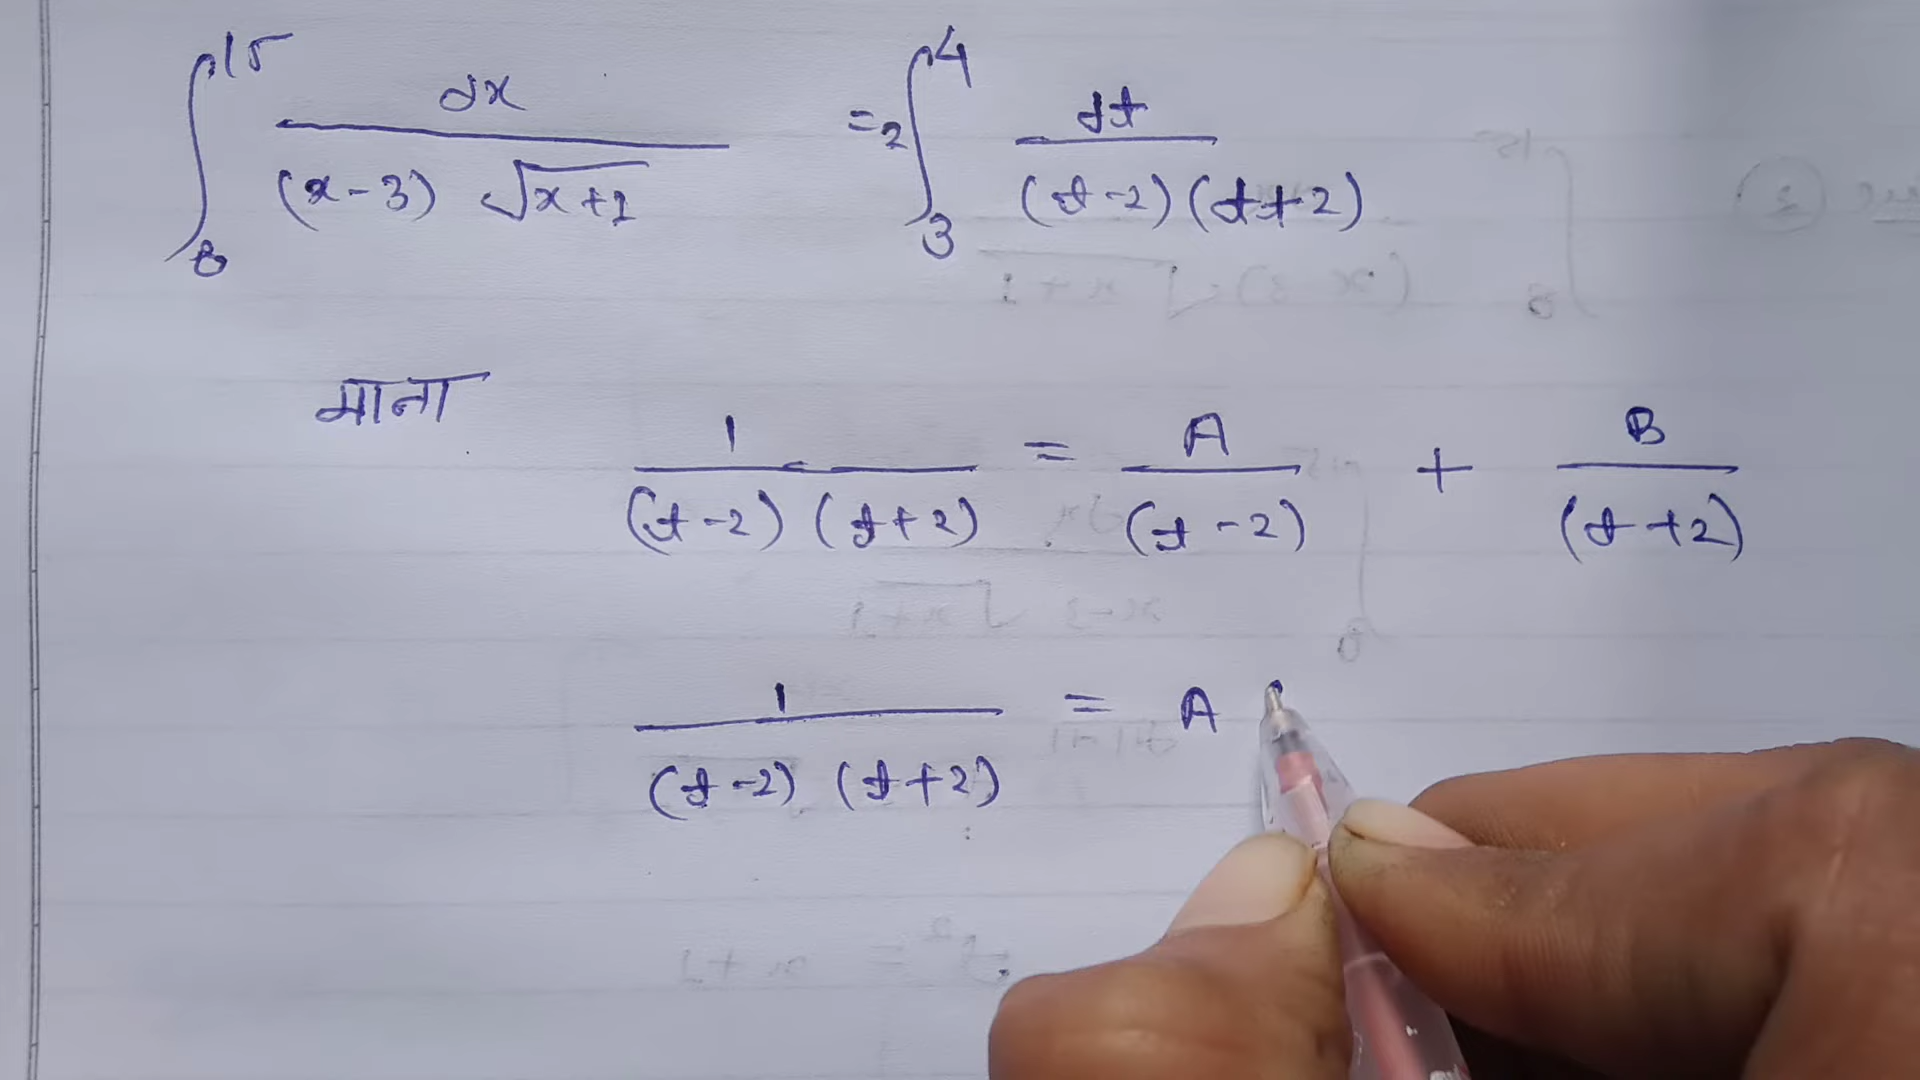 ∫₈¹⁵ dx / (x-3) √x+1 = 2 ∫₃⁴ dt / (t-2)(t+2)
माना
1 / (t-2) (t+2) = A / (t-2) + B / (t+2)
1 / (t-2) (t+2) = A